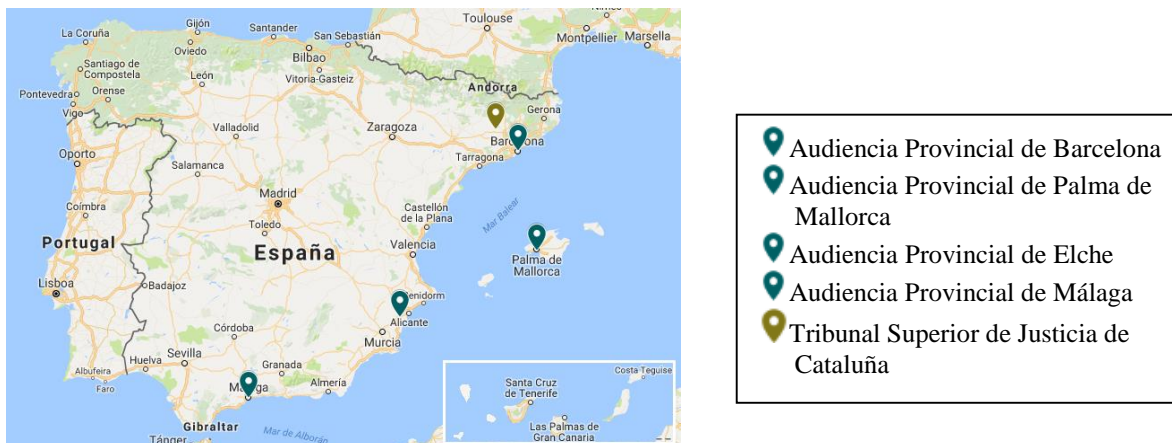 Toulouse
Nimes
Montpellier
Marsella
La Coruña
Gijón
Santander
San Sebastián
Oviedo
Bilbao
Santiago de
Compostela
León
Vitoria-Gasteiz
Andorra
Pontevedra
Orense
Vigo
Gerona
Valladolid
Zaragoza
Barcelona
Oporto
Tarragona
Salamanca
Madrid
Coímbra
Toledo
Castellón
de la Plana
Mar Balear
Portugal
España
Valencia
Palma de
Mallorca
Lisboa
Badajoz
Benidorm
Alicante
Córdoba
Murcia
Huelva
Sevilla
Granada
Albufeira
Faro
Málaga
Almería
Costa Teguise
Santa Cruz
de Tenerife
Gibraltar
Las Palmas de
Gran Canaria
Mar de Alborán
Tánger
Audiencia Provincial de Barcelona
Audiencia Provincial de Palma de
Mallorca
Audiencia Provincial de Elche
Audiencia Provincial de Málaga
Tribunal Superior de Justicia de
Cataluña